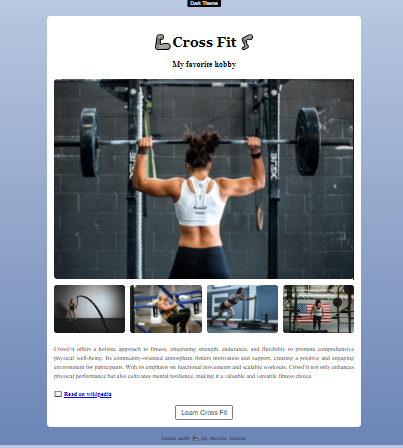 Dark Theme
Cross Fit
My favorite hobby
ROGUE
CrossFit offers a holistic approach to fitness, integrating strength, endurance, and flexibility to promote comprehensive
physical well-being. Its community-oriented atmosphere fosters motivation and support, creating a positive and engaging
environment for participants. With its emphasis on functional movements and scalable workouts, CrossFit not only enhances
physical performance but also cultivates mental resilience, making it a valuable and versatile fitness choice.
Read on wikipedia
Learn Cross Fit
Coded with by